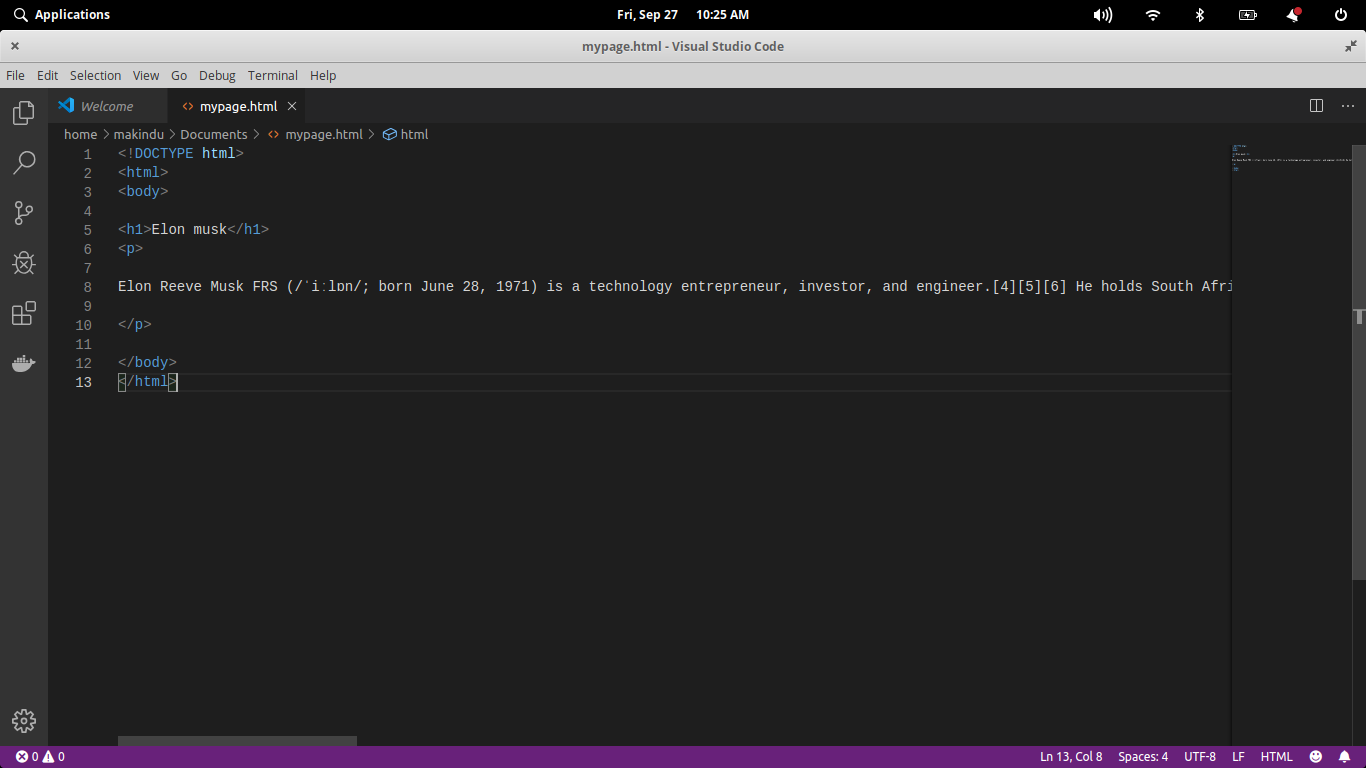 Applications
Fri, Sep 27 10:25 AM
mypage.html - Visual Studio Code
File Edit Selection View Go Debug Terminal Help
Welcome mypage.html
home > makindu > Documents > mypage.html > html
1 <!DOCTYPE html>
2 <html>
3 <body>
4
5 <h1>Elon musk</h1>
6 <p>
7
8 Elon Reeve Musk FRS (/ˈiːlɒn/; born June 28, 1971) is a technology entrepreneur, investor, and engineer.[4][5][6] He holds South Afri
9
10 </p>
11
12 </body>
13 </html>
0 0 Ln 13, Col 8 Spaces: 4 UTF-8 LF HTML